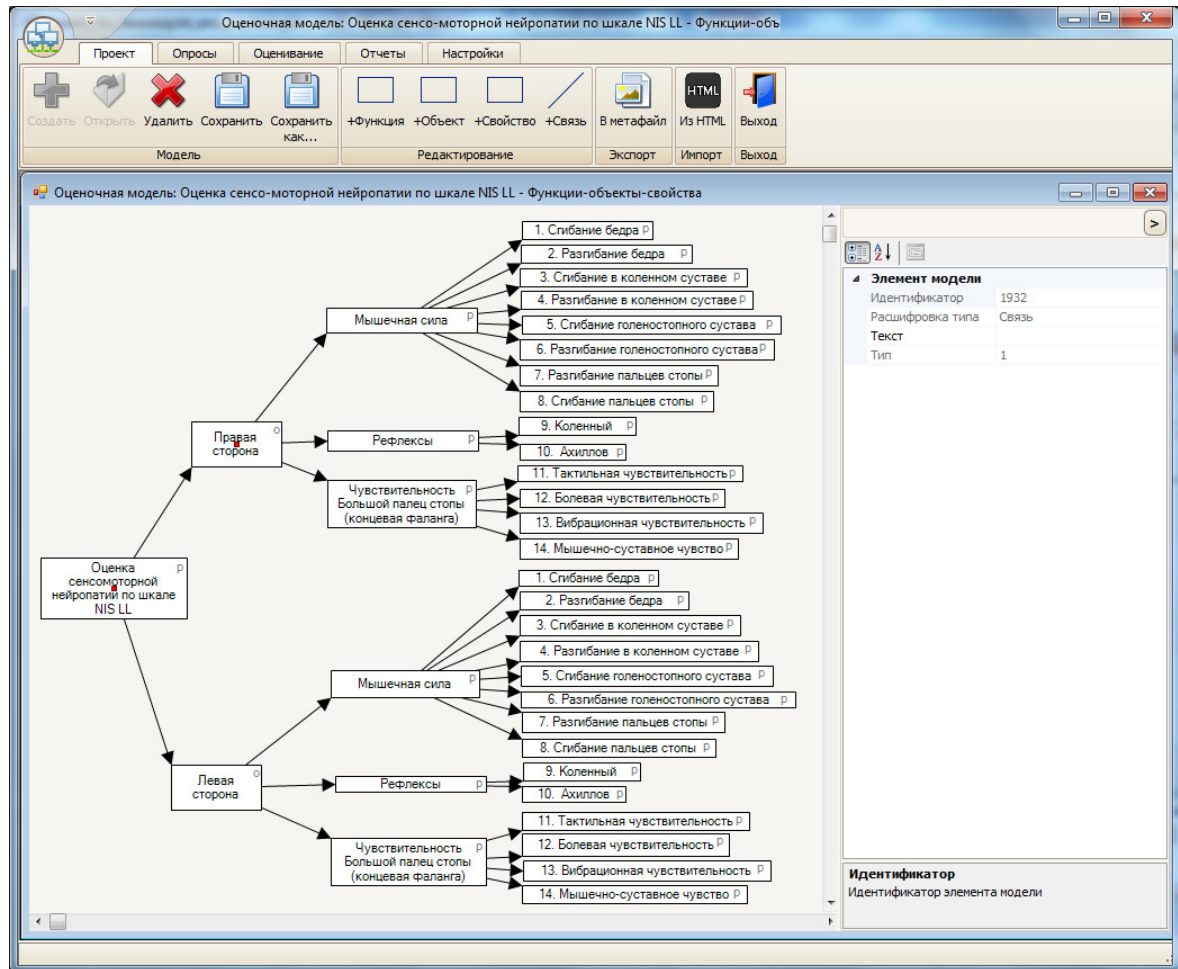 Оценочная модель: Оценка сенсо-моторной нейропатии по шкале NIS LL - Функции-объ
Проект Опросы Оценивание Отчеты Настройки
Создать Открыть Удалить Сохранить Сохранить как... +Функция +Объект +Свойство +Связь В метафайл Из HTML Выход
HTML
Модель Редактирование Экспорт Импорт Выход
Оценочная модель: Оценка сенсо-моторной нейропатии по шкале NIS LL - Функции-объекты-свойства
Оценка p
сенсомоторной
нейропатии по шкале
NIS LL
Правая o
сторона
Мышечная сила p
1. Сгибание бедра p
2. Разгибание бедра p
3. Сгибание в коленном суставе p
4. Разгибание в коленном суставе p
5. Сгибание голеностопного сустава p
6. Разгибание голеностопного сустава p
7. Разгибание пальцев стопы p
8. Сгибание пальцев стопы p
Рефлексы p
9. Коленный p
10. Ахиллов p
Чувствительность p
Большой палец стопы
(концевая фаланга)
11. Тактильная чувствительность p
12. Болевая чувствительность p
13. Вибрационная чувствительность p
14. Мышечно-суставное чувство p
Левая o
сторона
Мышечная сила p
1. Сгибание бедра p
2. Разгибание бедра p
3. Сгибание в коленном суставе p
4. Разгибание в коленном суставе p
5. Сгибание голеностопного сустава p
6. Разгибание голеностопного сустава p
7. Разгибание пальцев стопы p
8. Сгибание пальцев стопы p
Рефлексы p
9. Коленный p
10. Ахиллов p
Чувствительность p
Большой палец стопы
(концевая фаланга)
11. Тактильная чувствительность p
12. Болевая чувствительность p
13. Вибрационная чувствительность p
14. Мышечно-суставное чувство p
Элемент модели
Идентификатор 1932
Расшифровка типа Связь
Текст
Тип 1
Идентификатор
Идентификатор элемента модели